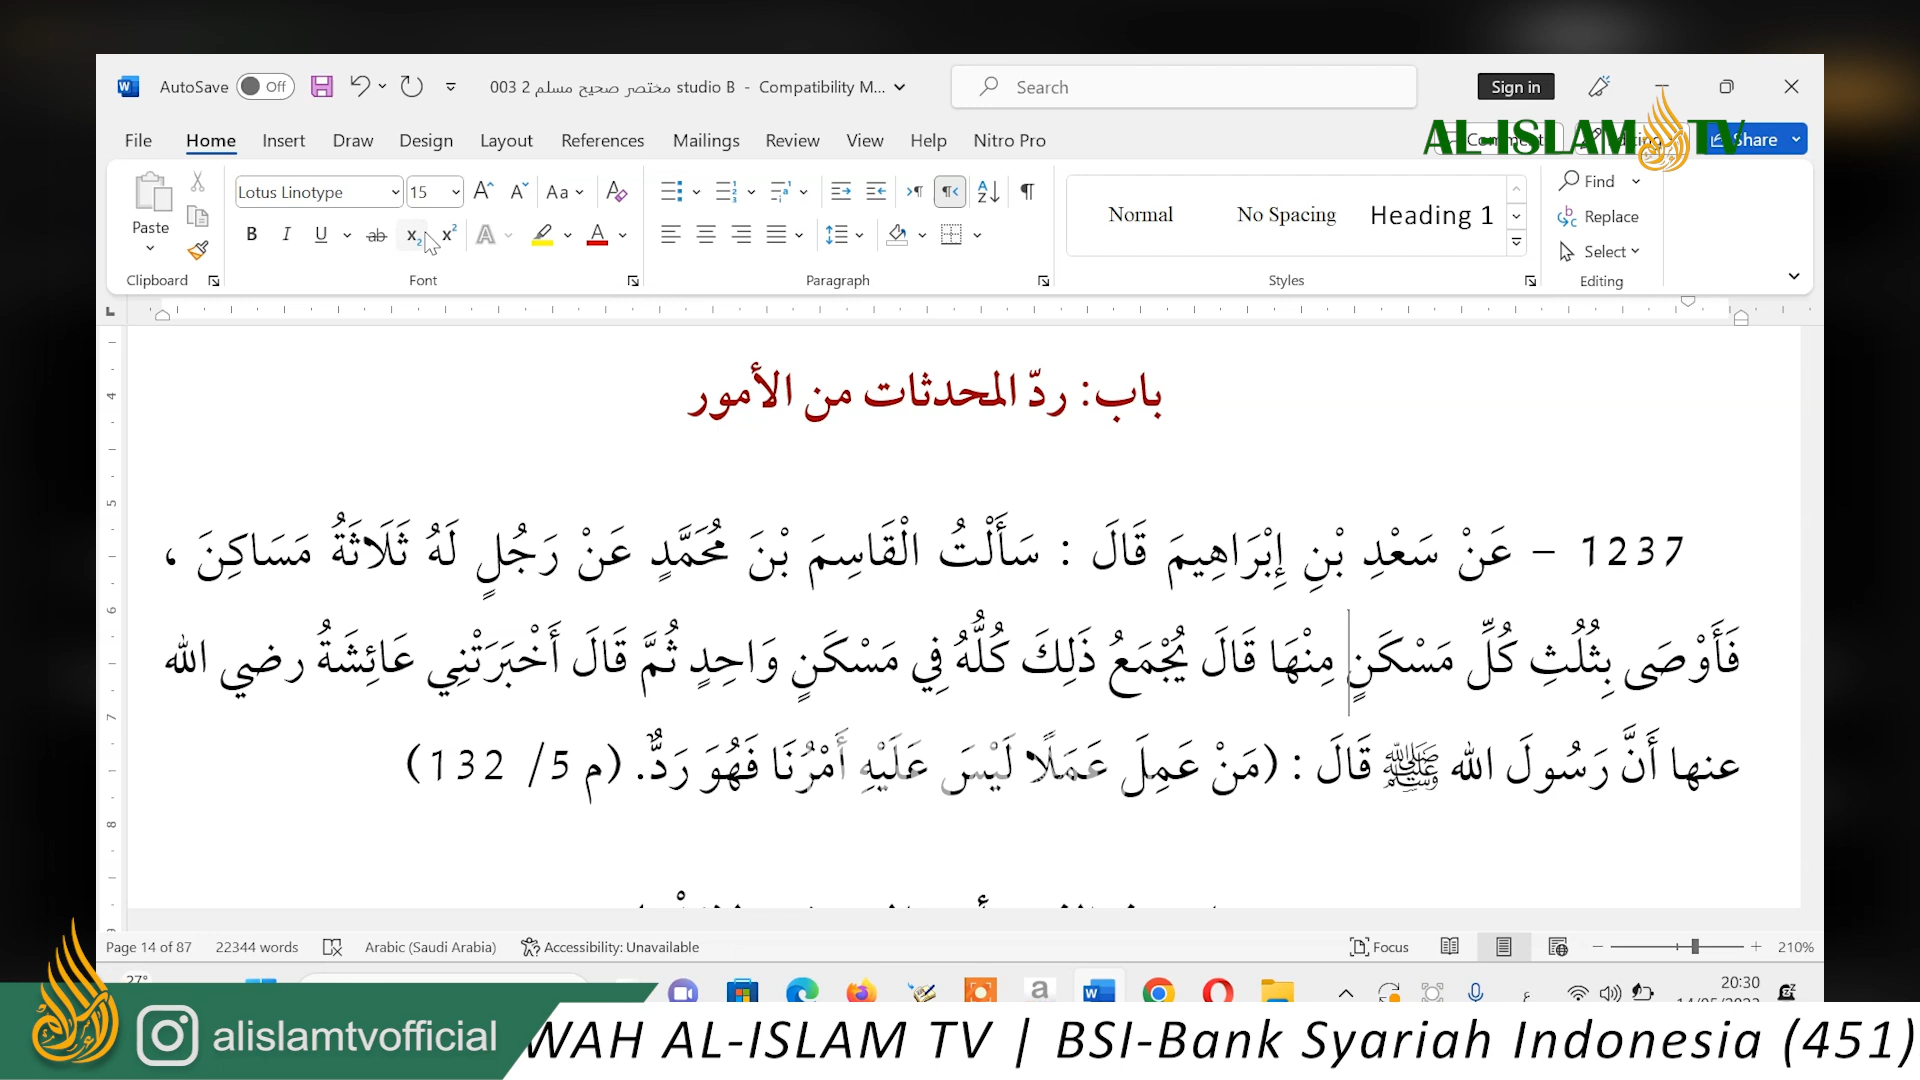 AutoSave Off 003 مختصر صحيح مسلم 2 studio B - Compatibility M... Search Sign in
AL-ISLAM TV
File Home Insert Draw Design Layout References Mailings Review View Help Nitro Pro Share
Lotus Linotype 15 Aa
Paste
B I U ab
Normal No Spacing Heading 1
Find
Replace
Select
Clipboard Font Paragraph Styles Editing
باب: ردّ المحدثات من الأمور
1237 – عَنْ سَعْدِ بْنِ إِبْرَاهِيمَ قَالَ : سَأَلْتُ الْقَاسِمَ بْنَ مُحَمَّدٍ عَنْ رَجُلٍ لَهُ ثَلَاثَةُ مَسَاكِنَ ،
فَأَوْصَى بِثُلُثِ كُلِّ مَسْكَنٍ مِنْهَا قَالَ يُجْمَعُ ذَلِكَ كُلُّهُ فِي مَسْكَنٍ وَاحِدٍ ثُمَّ قَالَ أَخْبَرَتْنِي عَائِشَةُ رضي الله
عنها أَنَّ رَسُولَ الله ﷺ قَالَ : (مَنْ عَمِلَ عَمَلًا لَيْسَ عَلَيْهِ أَمْرُنَا فَهُوَ رَدٌّ. (م 5/ 132)
Page 14 of 87 22344 words Arabic (Saudi Arabia) Accessibility: Unavailable Focus 210%
27°
20:30
alislamtvofficial
WAH AL-ISLAM TV | BSI-Bank Syariah Indonesia (451)